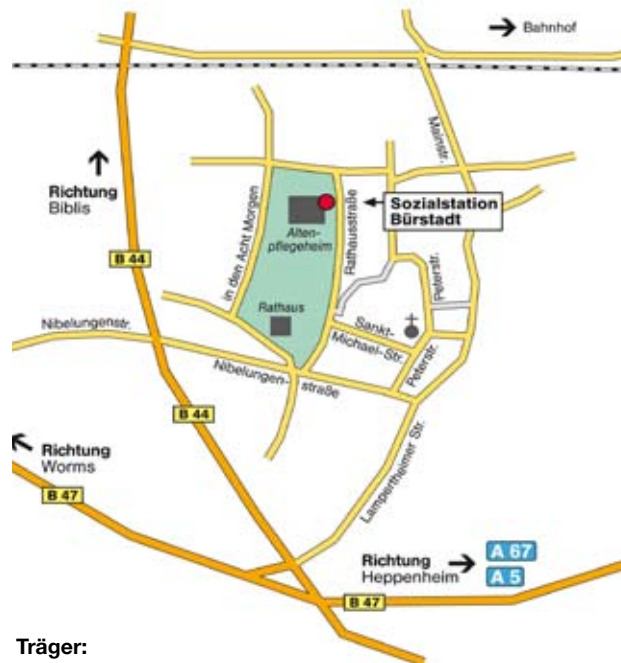 Bahnhof
Mainstr.
Richtung
Biblis
in den Acht Morgen
Alten-
pflegeheim
Rathausstraße
Sozialstation
Bürstadt
B 44
Peterstr.
Rathaus
Nibelungenstr.
Sankt-
Michael-Str.
Peterstr.
Nibelungen-
straße
B 44
Lampertheimer Str.
Richtung
Worms
B 47
Richtung
Heppenheim
A 67
A 5
B 47
Träger: